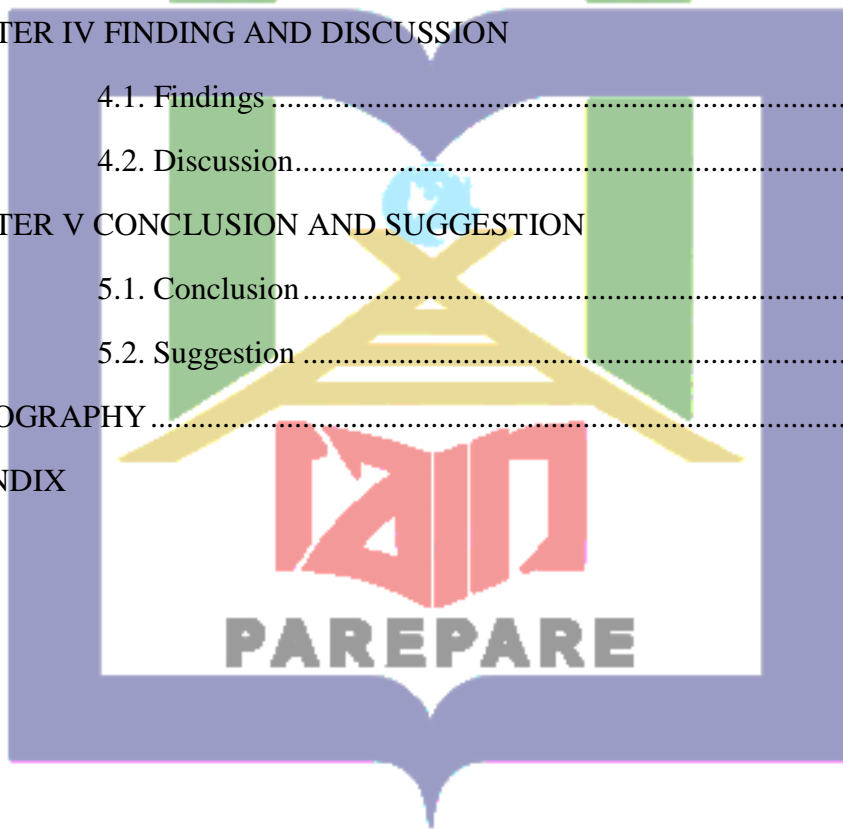 TER IV FINDING AND DISCUSSION
4.1. Findings ....................................................................................
4.2. Discussion................................................................................
TER V CONCLUSION AND SUGGESTION
5.1. Conclusion...............................................................................
5.2. Suggestion ..............................................................................
OGRAPHY....................................................................................
NDIX
iain
PAREPARE